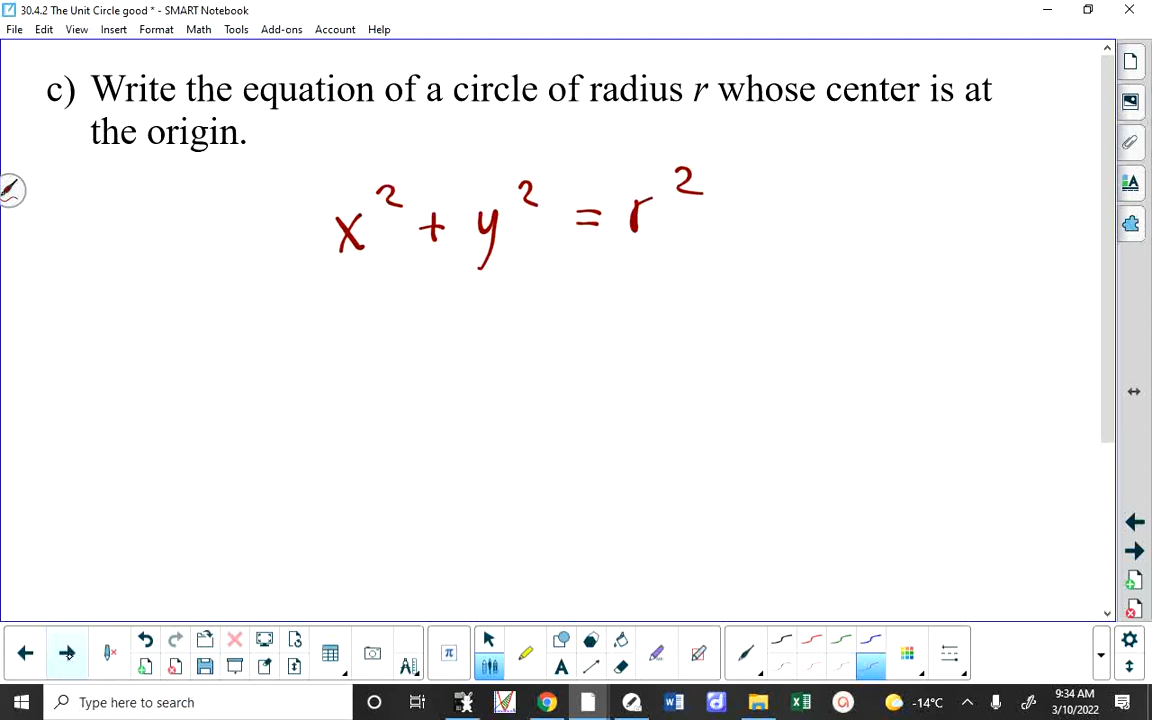 30.4.2 The Unit Circle good * - SMART Notebook
File Edit View Insert Format Math Tools Add-ons Account Help
c) Write the equation of a circle of radius r whose center is at
the origin.
x² + y² = r²
Type here to search
-14°C
9:34 AM
3/10/2022